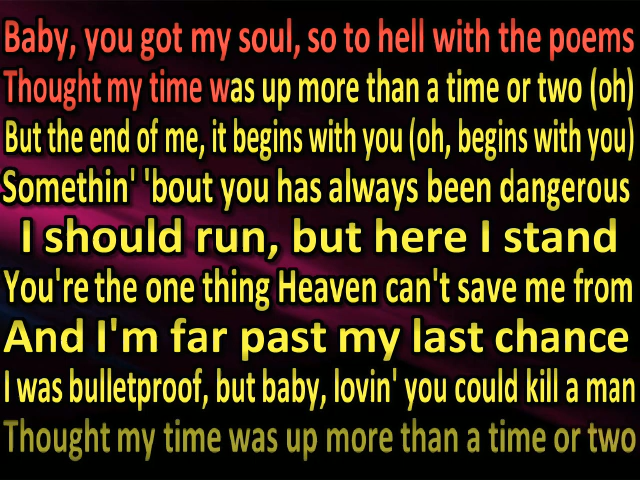 Baby, you got my soul, so to hell with the poems
Thought my time was up more than a time or two (oh)
But the end of me, it begins with you (oh, begins with you)
Somethin' 'bout you has always been dangerous
I should run, but here I stand
You're the one thing Heaven can't save me from
And I'm far past my last chance
I was bulletproof, but baby, lovin' you could kill a man
Thought my time was up more than a time or two